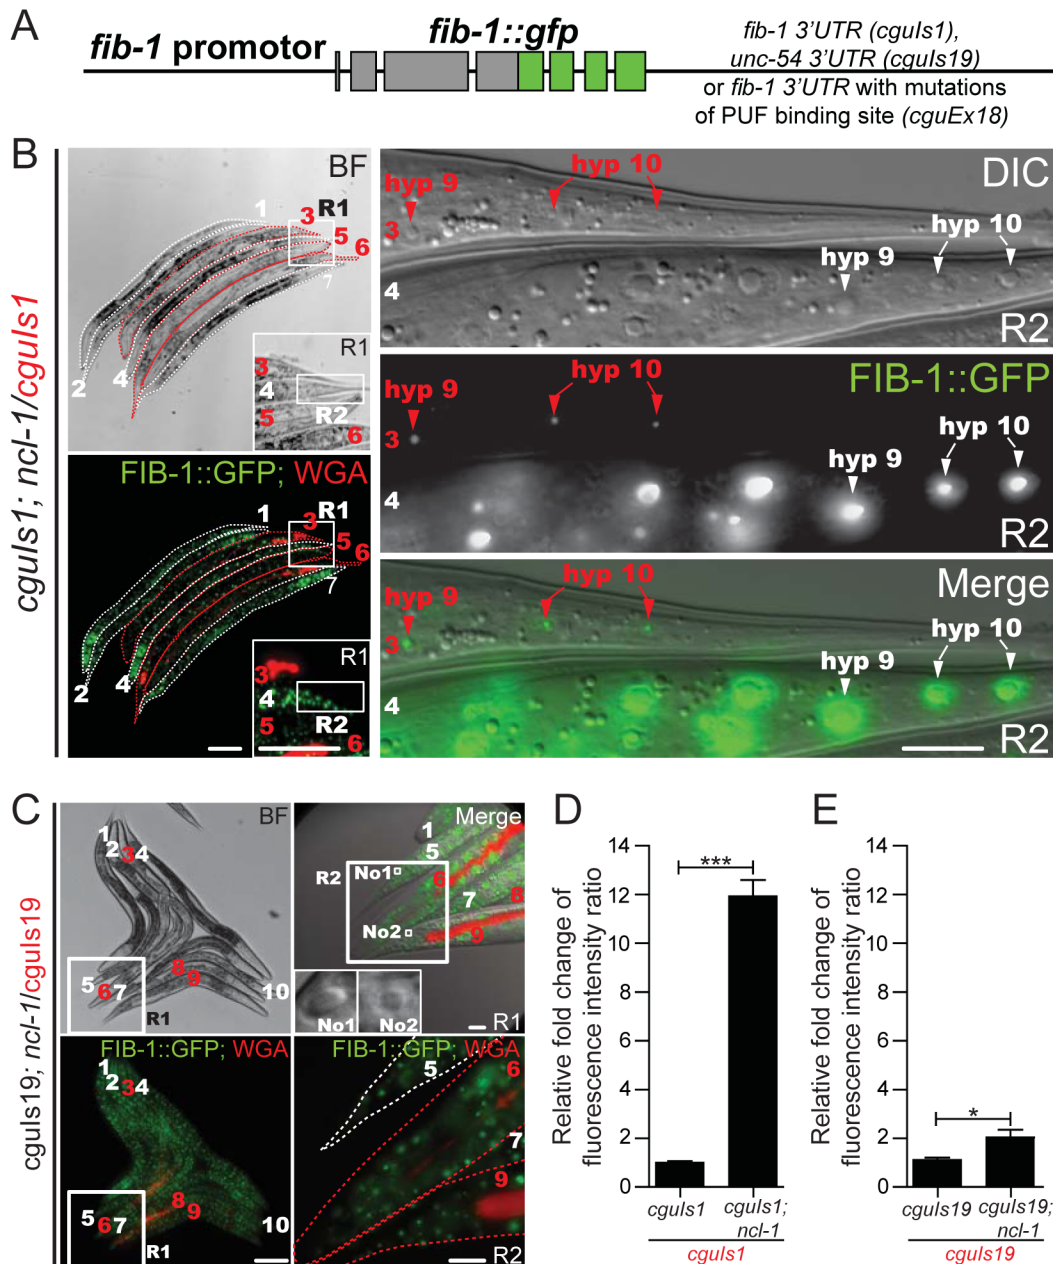 A
fib-1 promotor
fib-1::gfp
fib-1 3'UTR (cguIs1),
unc-54 3'UTR (cguIs19)
or fib-1 3'UTR with mutations
of PUF binding site (cguEx18)
B
cguIs1; ncl-1/cguIs1
BF
1
3
R1
5
6
7
2
4
R1
3
4
R2
5
6
FIB-1::GFP; WGA
1
3
R1
5
6
7
2
4
R1
3
4
R2
5
6
hyp 9
hyp 10
DIC
3
hyp 10
hyp 9
4
R2
FIB-1::GFP
hyp 9
hyp 10
3
hyp 10
hyp 9
4
R2
Merge
hyp 9
hyp 10
3
hyp 10
hyp 9
4
R2
C
cguIs19; ncl-1/cguIs19
BF
1
2
3
4
5
6
7
8
9
10
R1
Merge
1
5
R2
No1
6
7
8
No2
9
No1
No2
R1
FIB-1::GFP; WGA
1
2
3
4
5
6
7
8
9
10
R1
FIB-1::GFP; WGA
5
6
7
9
R2
D
Relative fold change of
fluorescence intensity ratio
14
12
10
8
6
4
2
0
***
cguIs1
cguIs1;
ncl-1
cguIs1
E
Relative fold change of
fluorescence intensity ratio
14
12
10
8
6
4
2
0
*
cguIs19
cguIs19;
ncl-1
cguIs19